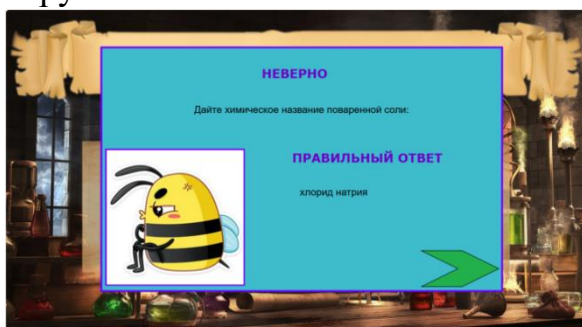 НЕВЕРНО
Дайте химическое название поваренной соли:
ПРАВИЛЬНЫЙ ОТВЕТ
хлорид натрия